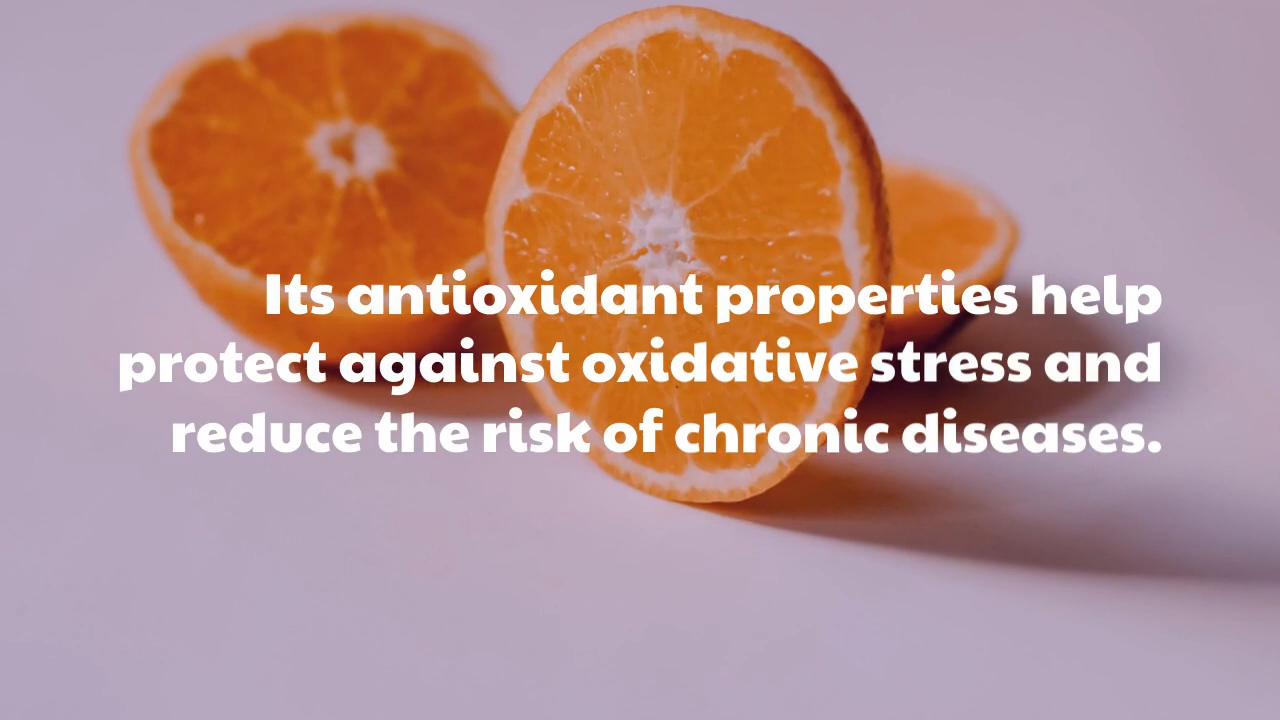 Its antioxidant properties help
protect against oxidative stress and
reduce the risk of chronic diseases.